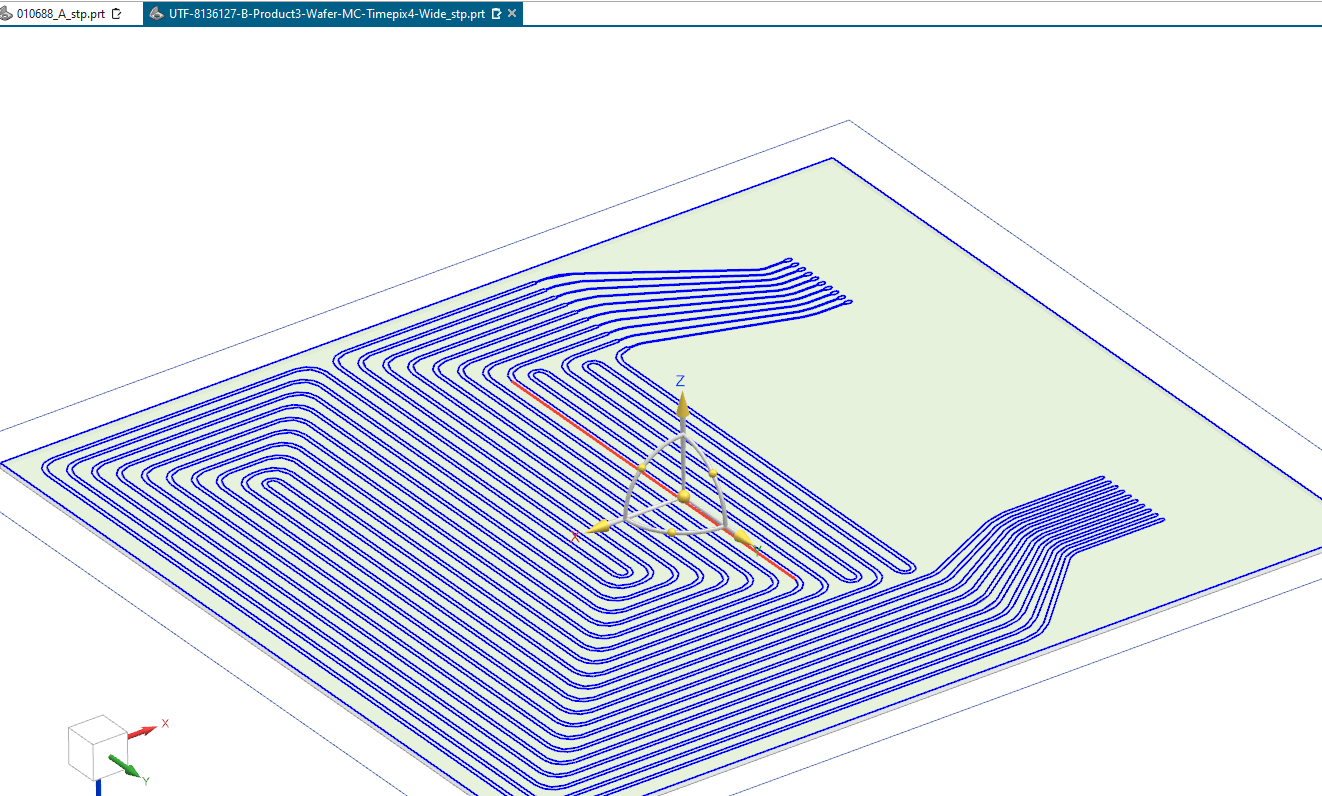 010688_A_stp.prt
UTF-8136127-B-Product3-Wafer-MC-Timepix4-Wide_stp.prt
Z
X
Y
X
Y